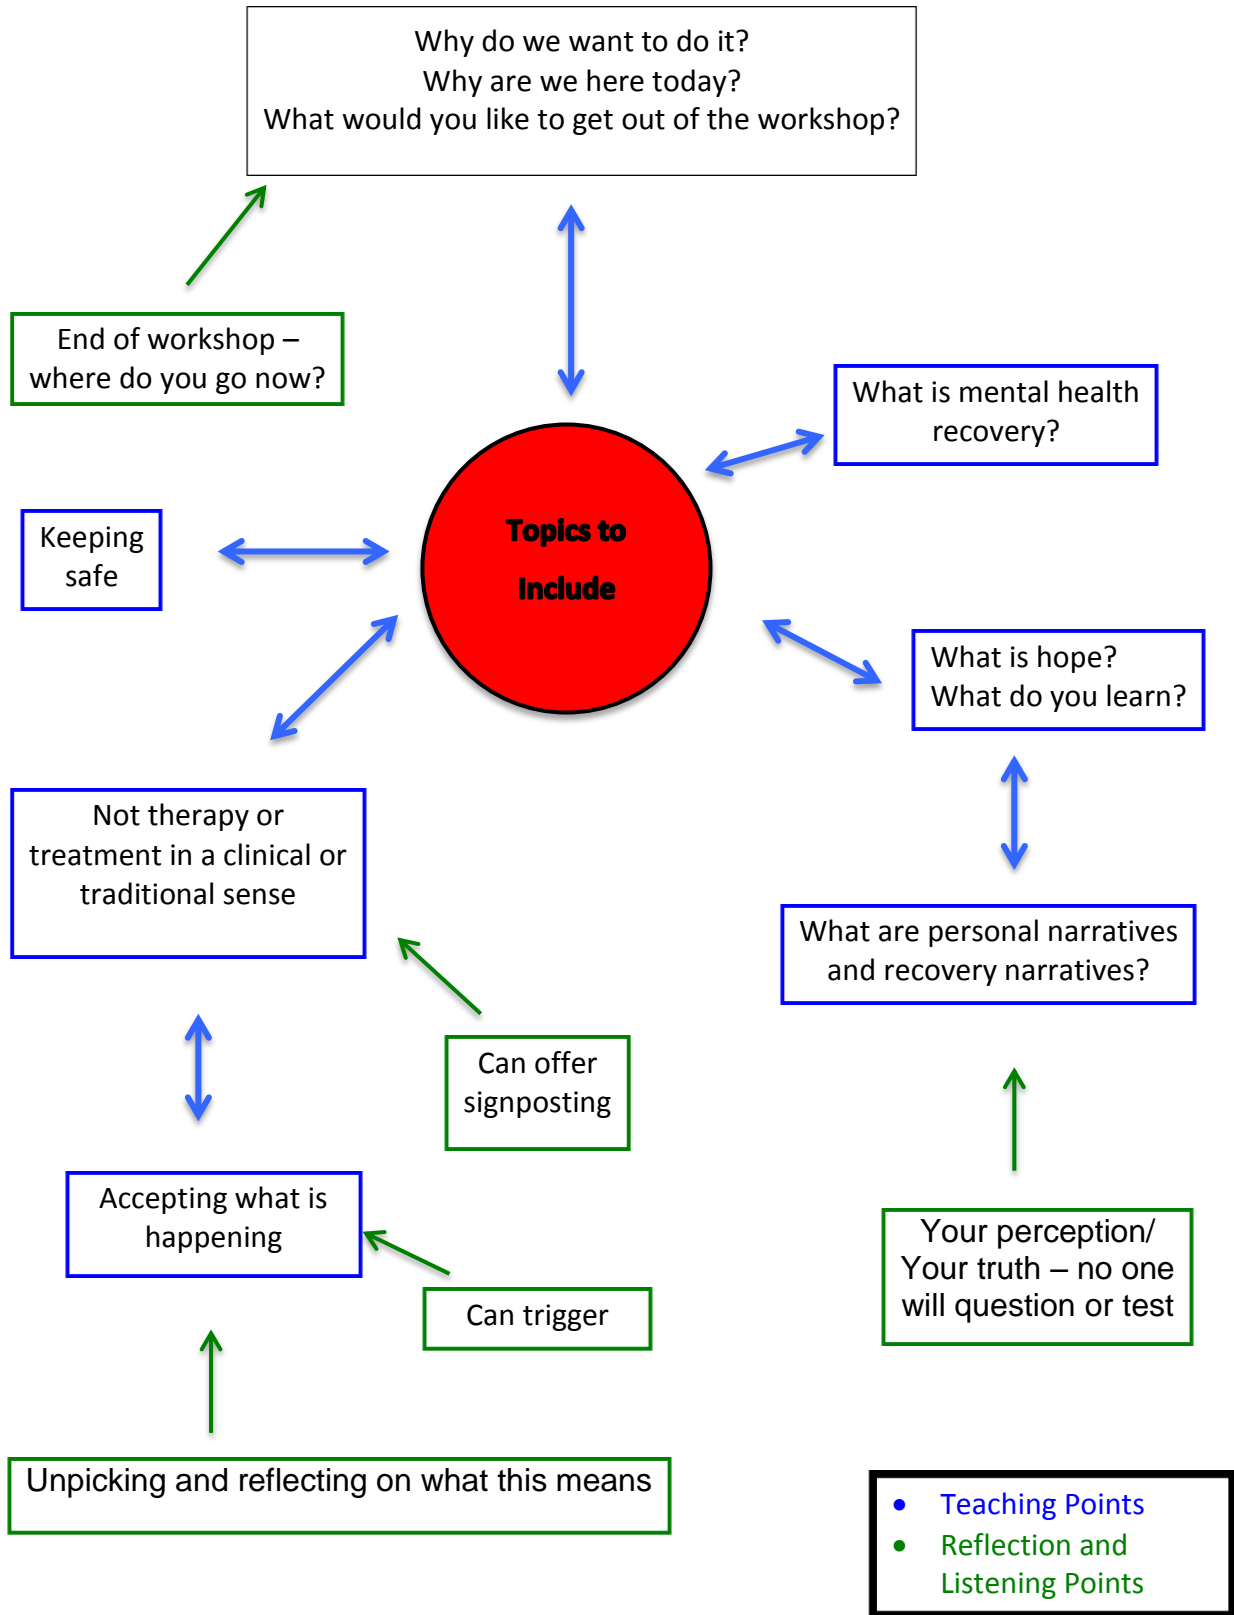 Why do we want to do it?
Why are we here today?
What would you like to get out of the workshop?
End of workshop –
where do you go now?
What is mental health
recovery?
Topics to
Include
Keeping
safe
What is hope?
What do you learn?
Not therapy or
treatment in a clinical or
traditional sense
What are personal narratives
and recovery narratives?
Can offer
signposting
Accepting what is
happening
Your perception/
Your truth – no one
will question or test
Can trigger
Unpicking and reflecting on what this means
• Teaching Points
• Reflection and
Listening Points